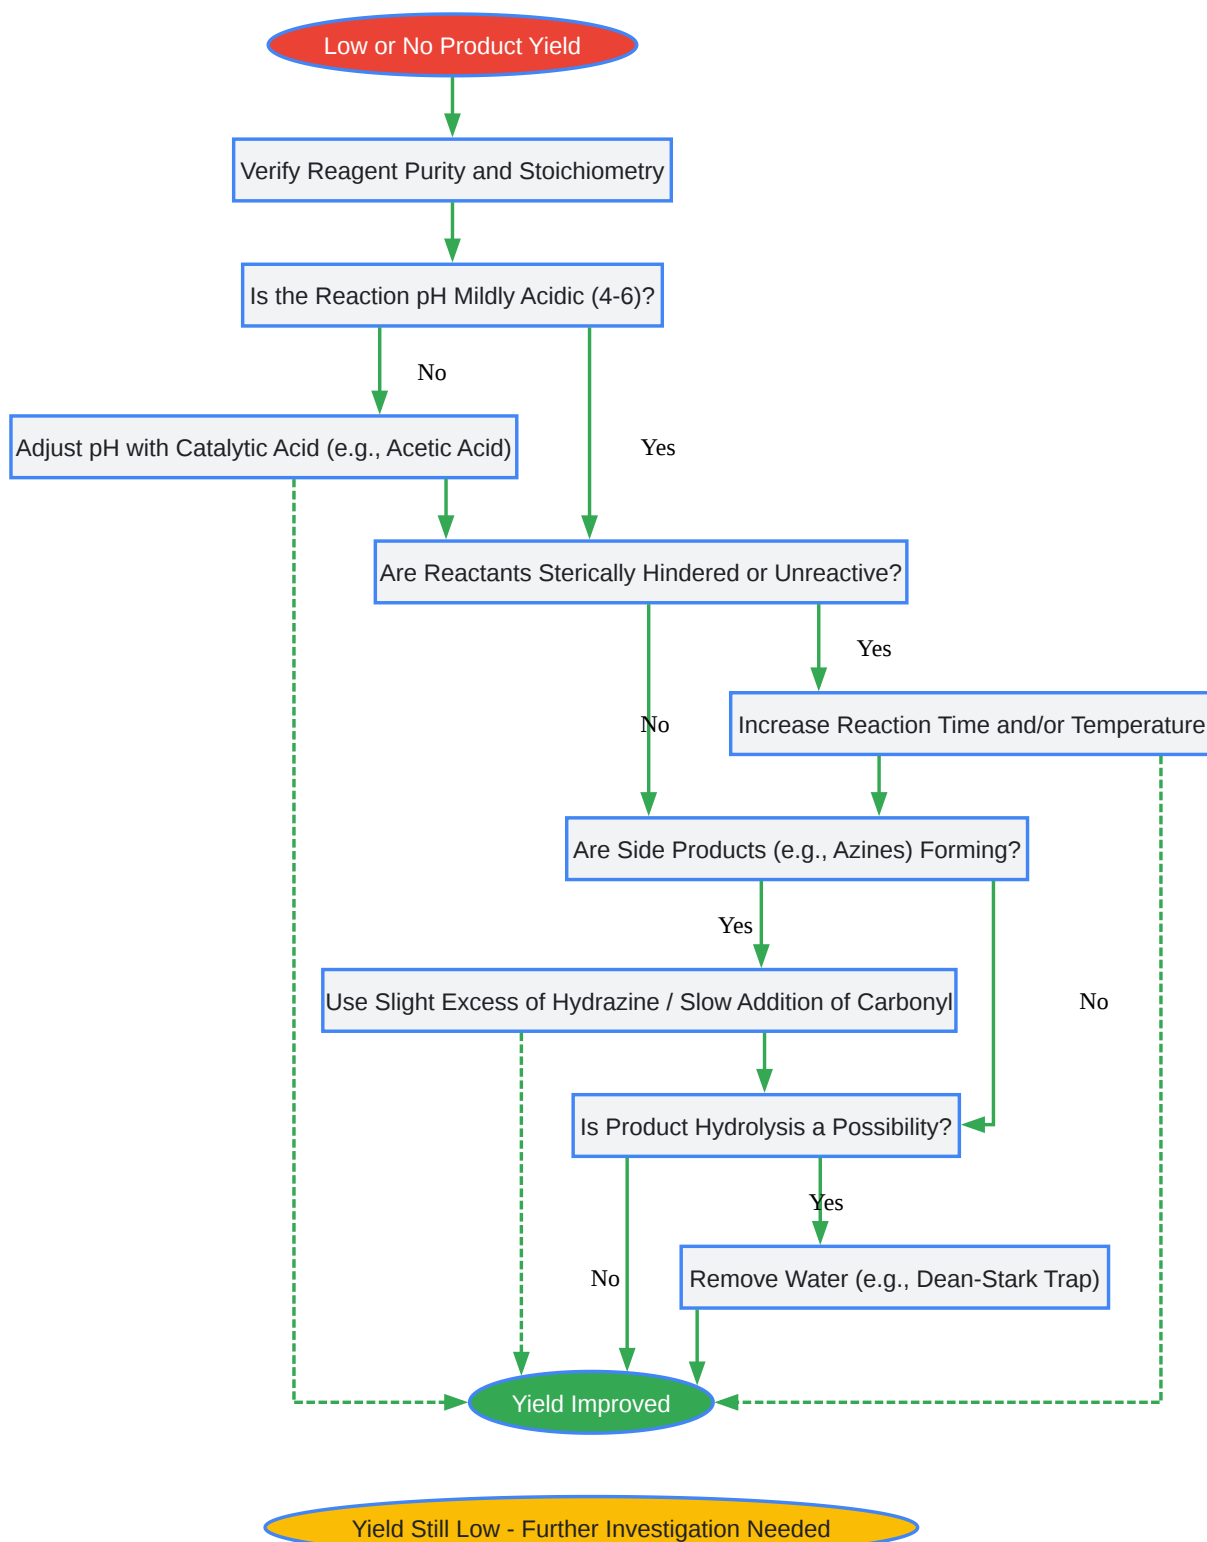 Low or No Product Yield
Verify Reagent Purity and Stoichiometry
Is the Reaction pH Mildly Acidic (4-6)?
No
Adjust pH with Catalytic Acid (e.g., Acetic Acid)
Yes
Are Reactants Sterically Hindered or Unreactive?
Yes
No
Increase Reaction Time and/or Temperature
Are Side Products (e.g., Azines) Forming?
Yes
Use Slight Excess of Hydrazine / Slow Addition of Carbonyl
No
Is Product Hydrolysis a Possibility?
Yes
No
Remove Water (e.g., Dean-Stark Trap)
Yield Improved
Yield Still Low - Further Investigation Needed